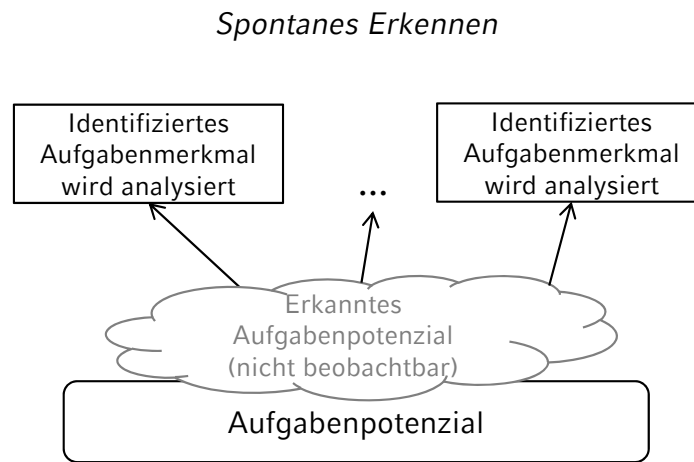 Spontanes Erkennen
Identifiziertes
Aufgabenmerkmal
wird analysiert
...
Identifiziertes
Aufgabenmerkmal
wird analysiert
Erkanntes
Aufgabenpotenzial
(nicht beobachtbar)
Aufgabenpotenzial